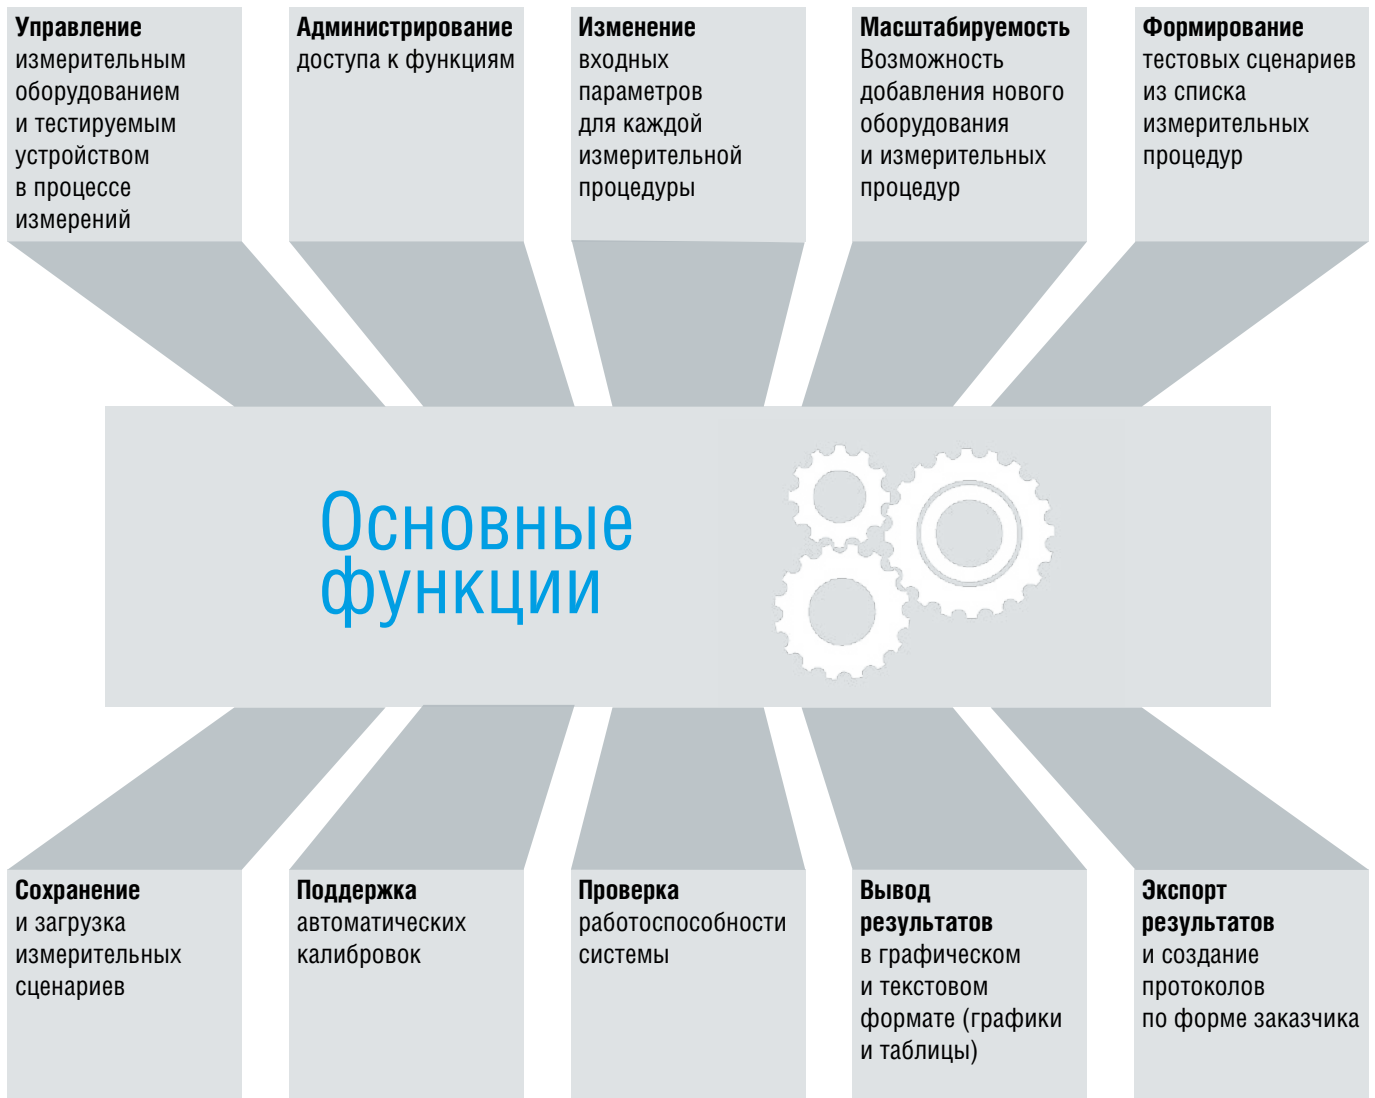 Управление
измерительным
оборудованием
и тестируемым
устройством
в процессе
измерений
Администрирование
доступа к функциям
Изменение
входных
параметров
для каждой
измерительной
процедуры
Масштабируемость
Возможность
добавления нового
оборудования
и измерительных
процедур
Формирование
тестовых сценариев
из списка
измерительных
процедур
Основные
функции
Сохранение
и загрузка
измерительных
сценариев
Поддержка
автоматических
калибровок
Проверка
работоспособности
системы
Вывод
результатов
в графическом
и текстовом
формате (графики
и таблицы)
Экспорт
результатов
и создание
протоколов
по форме заказчика